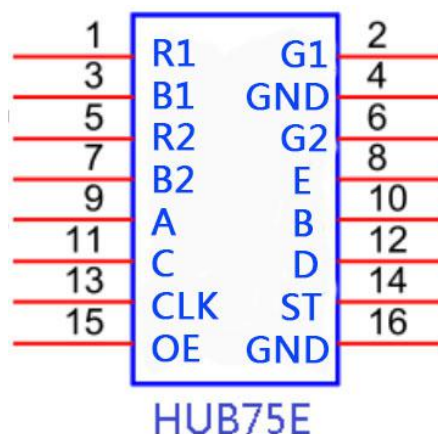 1 R1 G1 2
3 B1 GND 4
5 R2 G2 6
7 B2 E 8
9 A B 10
11 C D 12
13 CLK ST 14
15 OE GND 16
HUB75E